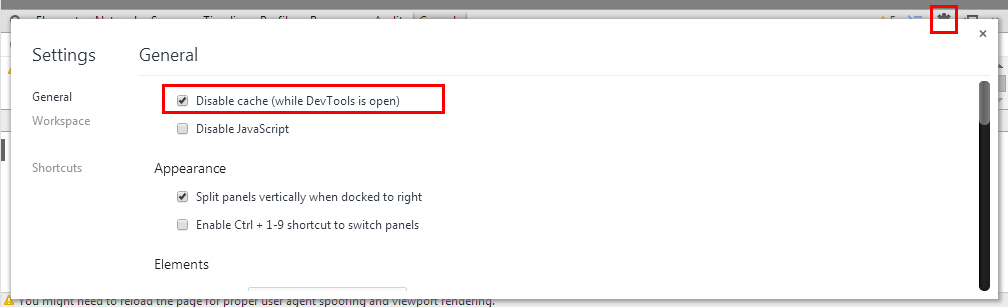 Settings
General
×
General
Workspace
Shortcuts
Disable cache (while DevTools is open)
Disable JavaScript
Appearance
Split panels vertically when docked to right
Enable Ctrl + 1-9 shortcut to switch panels
Elements
You might need to reload the page for proper user agent spoofing and viewport rendering.